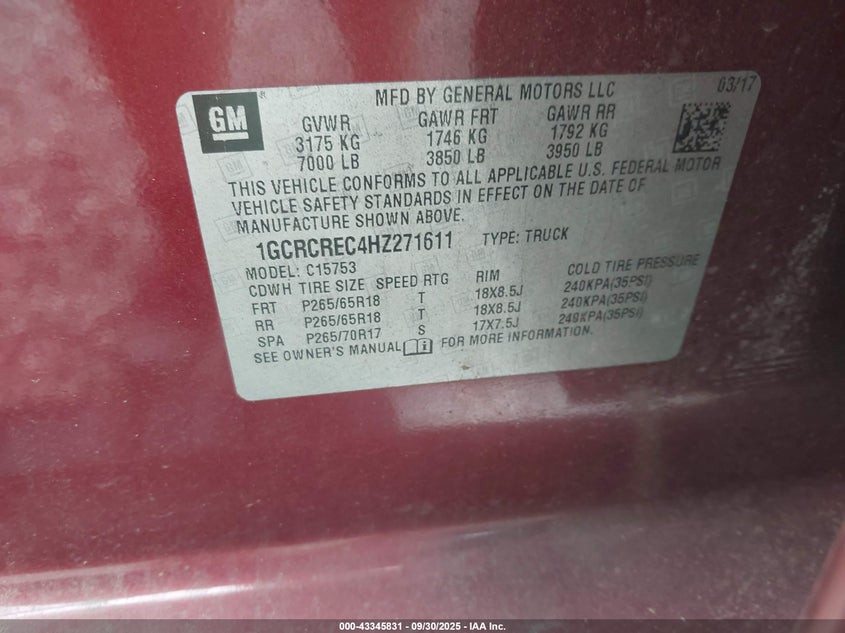 GM
MFD BY GENERAL MOTORS LLC 03/17
GVWR GAWR FRT GAWR RR
3175 KG 1746 KG 1792 KG
7000 LB 3850 LB 3950 LB
THIS VEHICLE CONFORMS TO ALL APPLICABLE U.S. FEDERAL MOTOR
VEHICLE SAFETY STANDARDS IN EFFECT ON THE DATE OF
MANUFACTURE SHOWN ABOVE.
1GCRCREC4HZ271611 TYPE: TRUCK
MODEL: C15753
CDWH TIRE SIZE SPEED RTG RIM COLD TIRE PRESSURE
FRT P265/65R18 T 18X8.5J 240KPA(35PSI)
RR P265/65R18 T 18X8.5J 240KPA(35PSI)
SPA P265/70R17 S 17X7.5J 240KPA(35PSI)
SEE OWNER'S MANUAL FOR MORE INFORMATION.
000-43345831 - 09/30/2025 - IAA Inc.